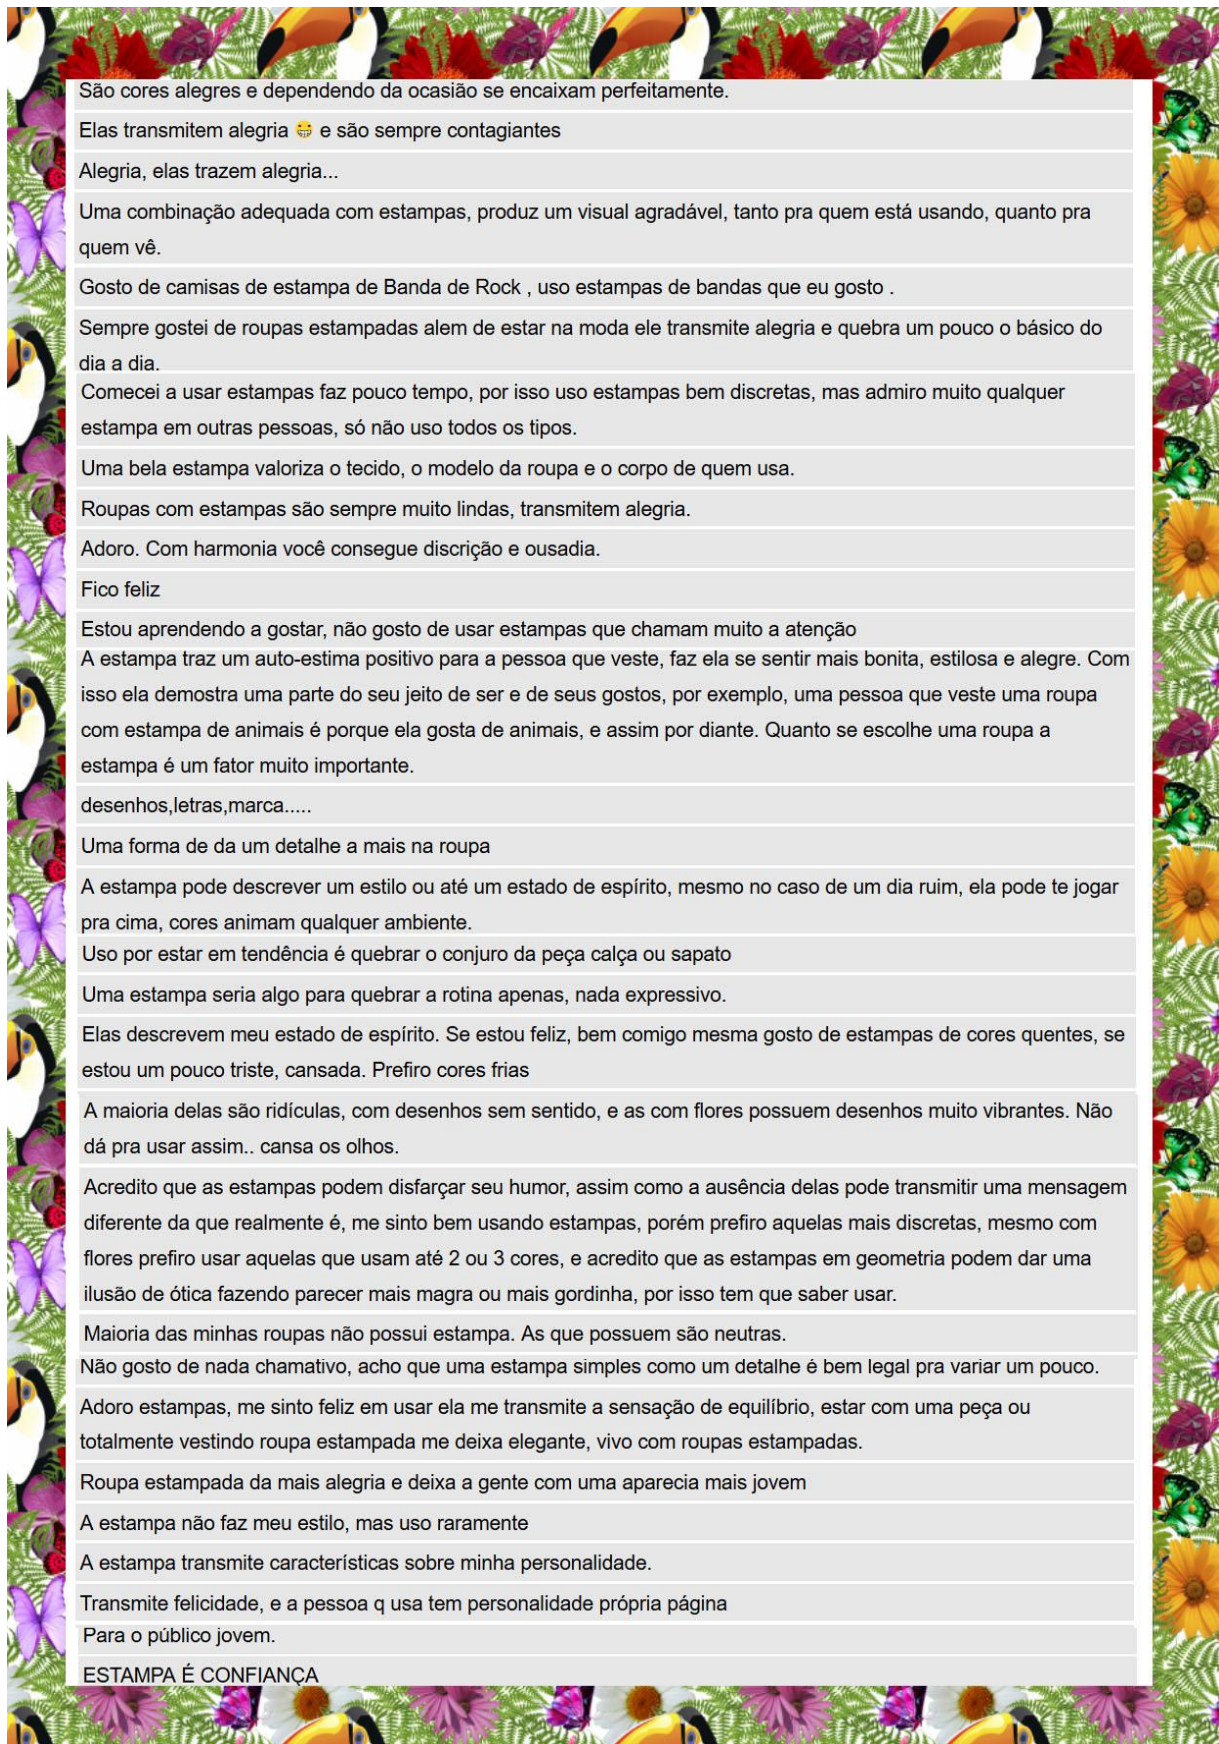 São cores alegres e dependendo da ocasião se encaixam perfeitamente.
Elas transmitem alegria 😁 e são sempre contagiantes
Alegria, elas trazem alegria...
Uma combinação adequada com estampas, produz um visual agradável, tanto pra quem está usando, quanto pra
quem vê.
Gosto de camisas de estampa de Banda de Rock , uso estampas de bandas que eu gosto .
Sempre gostei de roupas estampadas alem de estar na moda ele transmite alegria e quebra um pouco o básico do
dia a dia.
Comecei a usar estampas faz pouco tempo, por isso uso estampas bem discretas, mas admiro muito qualquer
estampa em outras pessoas, só não uso todos os tipos.
Uma bela estampa valoriza o tecido, o modelo da roupa e o corpo de quem usa.
Roupas com estampas são sempre muito lindas, transmitem alegria.
Adoro. Com harmonia você consegue discrição e ousadia.
Fico feliz
Estou aprendendo a gostar, não gosto de usar estampas que chamam muito a atenção
A estampa traz um auto-estima positivo para a pessoa que veste, faz ela se sentir mais bonita, estilosa e alegre. Com
isso ela demostra uma parte do seu jeito de ser e de seus gostos, por exemplo, uma pessoa que veste uma roupa
com estampa de animais é porque ela gosta de animais, e assim por diante. Quanto se escolhe uma roupa a
estampa é um fator muito importante.
desenhos,letras,marca.....
Uma forma de da um detalhe a mais na roupa
A estampa pode descrever um estilo ou até um estado de espírito, mesmo no caso de um dia ruim, ela pode te jogar
pra cima, cores animam qualquer ambiente.
Uso por estar em tendência é quebrar o conjuro da peça calça ou sapato
Uma estampa seria algo para quebrar a rotina apenas, nada expressivo.
Elas descrevem meu estado de espírito. Se estou feliz, bem comigo mesma gosto de estampas de cores quentes, se
estou um pouco triste, cansada. Prefiro cores frias
A maioria delas são ridículas, com desenhos sem sentido, e as com flores possuem desenhos muito vibrantes. Não
dá pra usar assim.. cansa os olhos.
Acredito que as estampas podem disfarçar seu humor, assim como a ausência delas pode transmitir uma mensagem
diferente da que realmente é, me sinto bem usando estampas, porém prefiro aquelas mais discretas, mesmo com
flores prefiro usar aquelas que usam até 2 ou 3 cores, e acredito que as estampas em geometria podem dar uma
ilusão de ótica fazendo parecer mais magra ou mais gordinha, por isso tem que saber usar.
Maioria das minhas roupas não possui estampa. As que possuem são neutras.
Não gosto de nada chamativo, acho que uma estampa simples como um detalhe é bem legal pra variar um pouco.
Adoro estampas, me sinto feliz em usar ela me transmite a sensação de equilíbrio, estar com uma peça ou
totalmente vestindo roupa estampada me deixa elegante, vivo com roupas estampadas.
Roupa estampada da mais alegria e deixa a gente com uma aparecia mais jovem
A estampa não faz meu estilo, mas uso raramente
A estampa transmite características sobre minha personalidade.
Transmite felicidade, e a pessoa q usa tem personalidade própria página
Para o público jovem.
ESTAMPA É CONFIANÇA